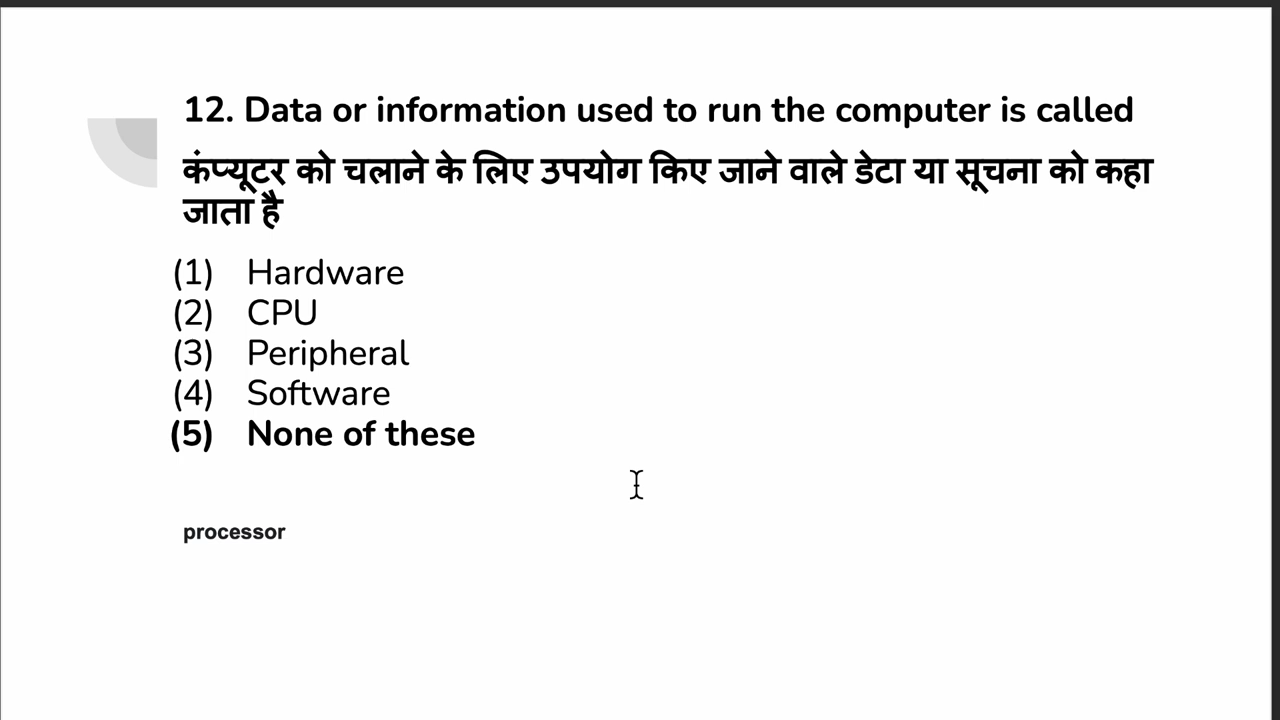 12. Data or information used to run the computer is called
कंप्यूटर को चलाने के लिए उपयोग किए जाने वाले डेटा या सूचना को कहा
जाता है
(1) Hardware
(2) CPU
(3) Peripheral
(4) Software
(5) None of these
processor